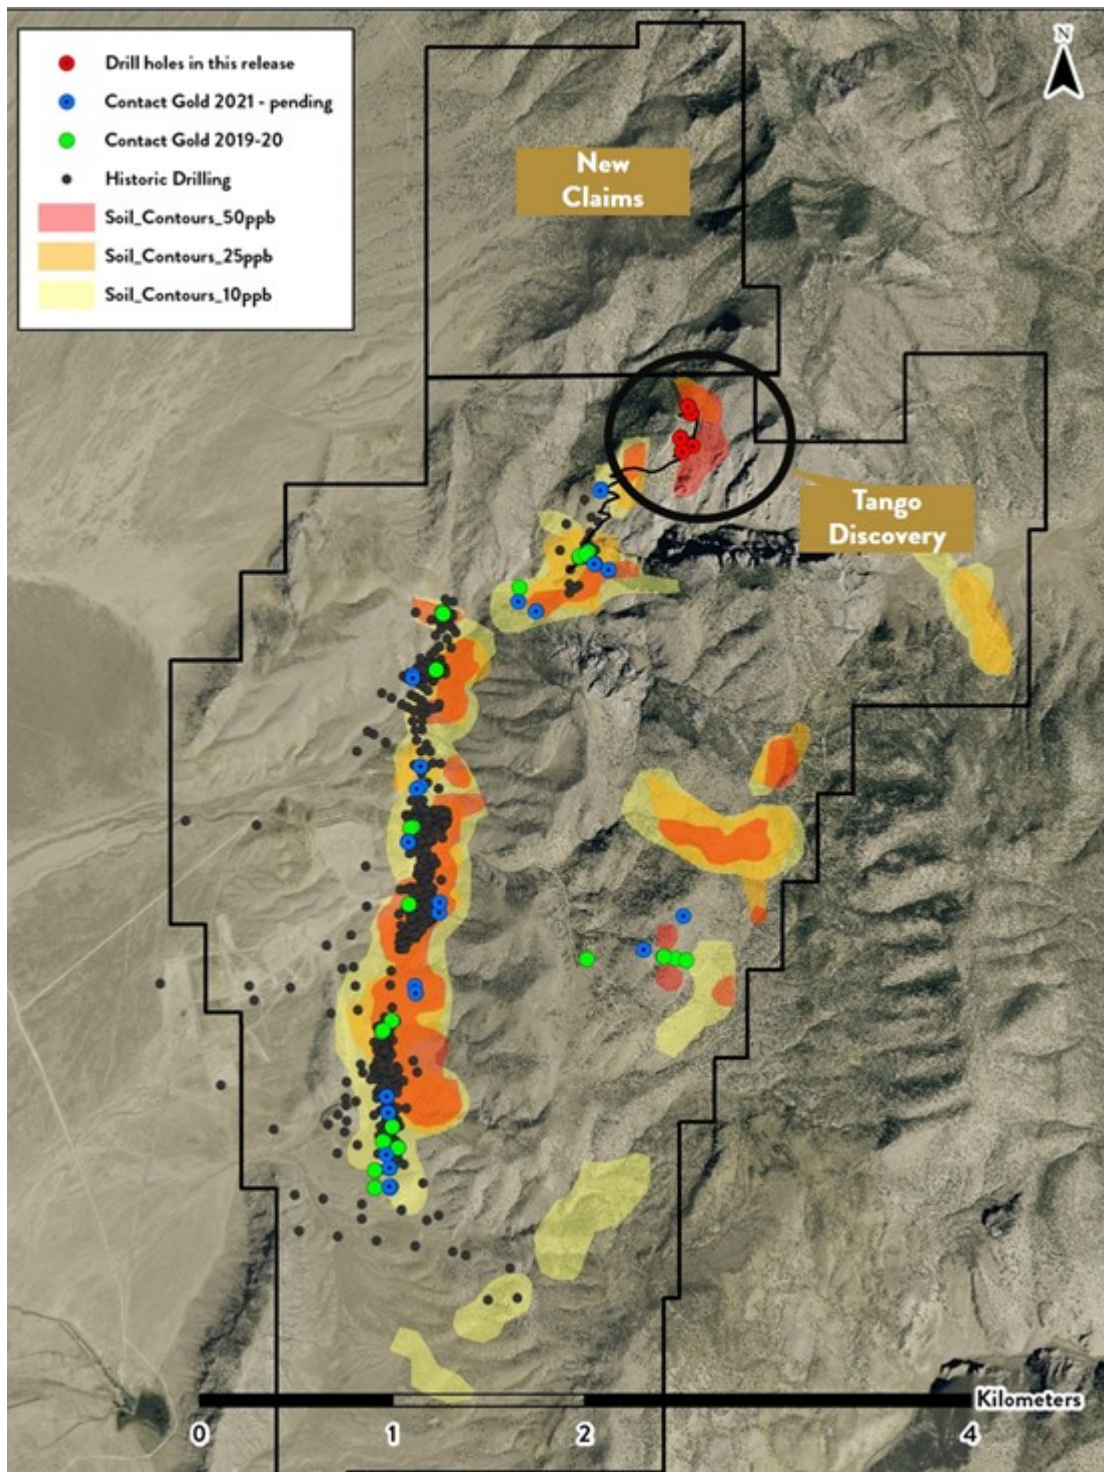 N
Drill holes in this release
Contact Gold 2021 - pending
Contact Gold 2019-20
Historic Drilling
Soil_Contours_50ppb
Soil_Contours_25ppb
Soil_Contours_10ppb
New
Claims
Tango
Discovery
Kilometers
0 1 2 4